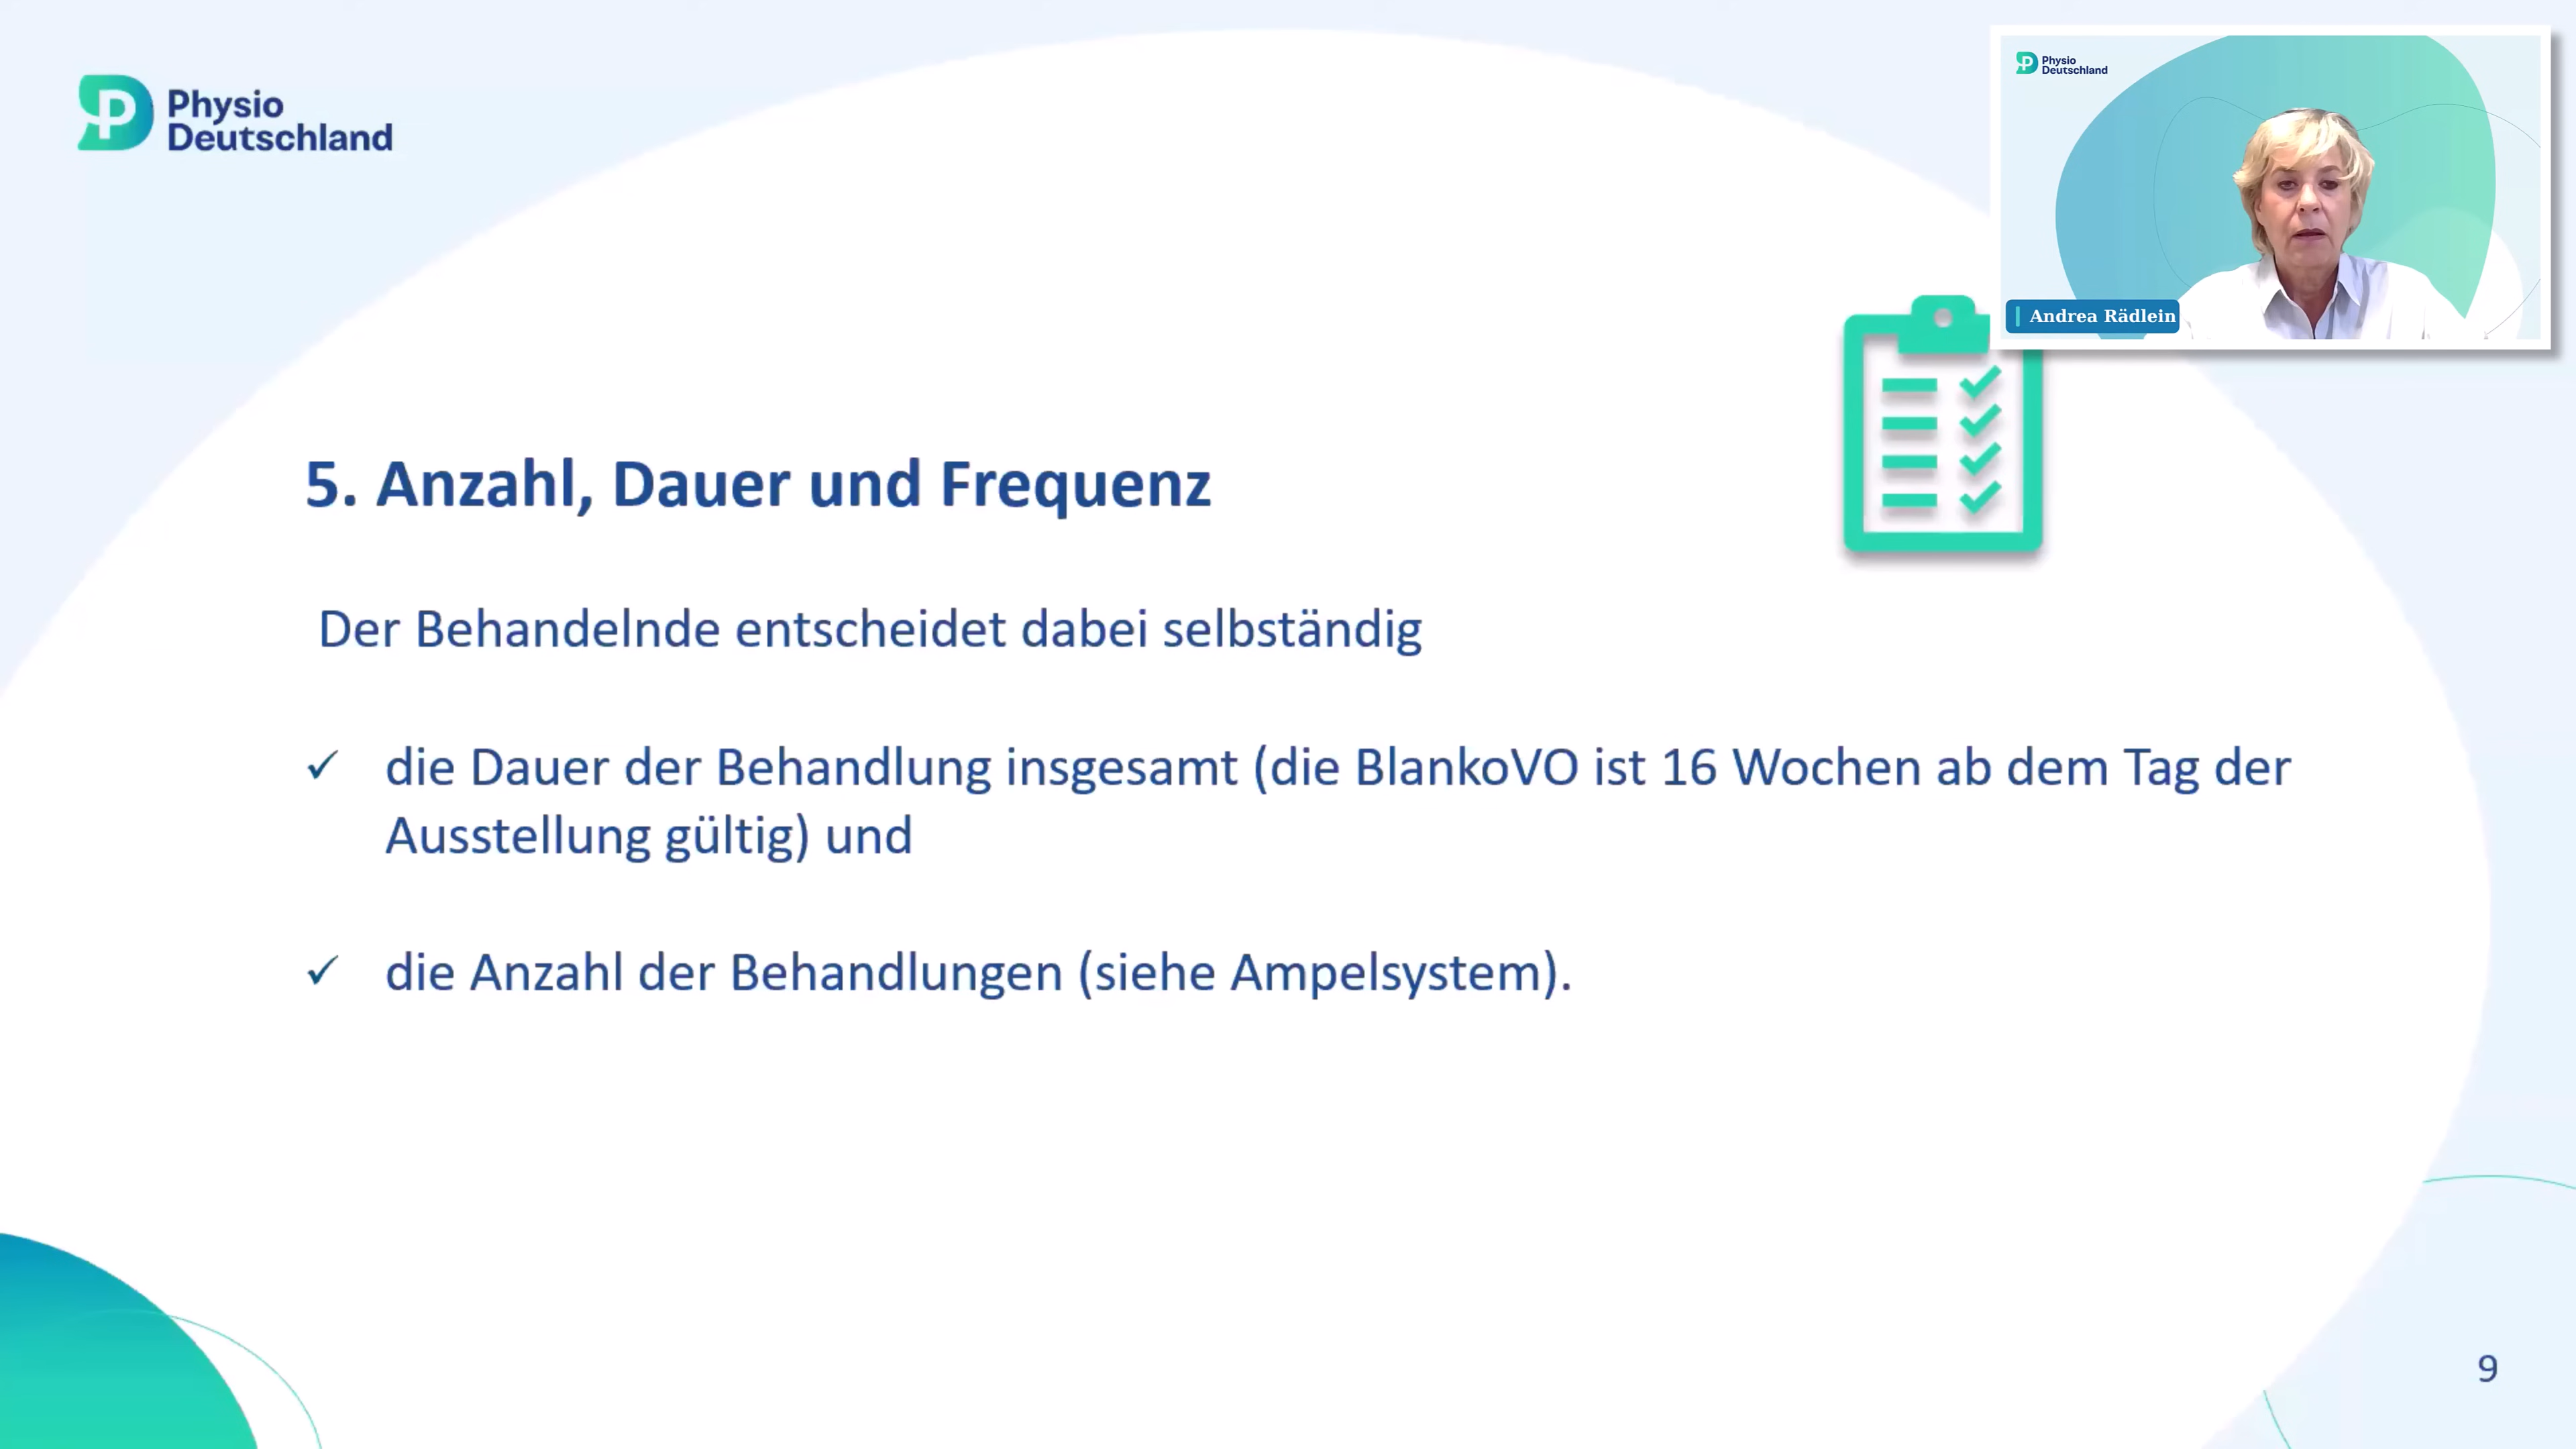 Physio
Deutschland
Physio
Deutschland
Andrea Rädlein
5. Anzahl, Dauer und Frequenz
Der Behandelnde entscheidet dabei selbständig
✓ die Dauer der Behandlung insgesamt (die BlankoVO ist 16 Wochen ab dem Tag der
Ausstellung gültig) und
✓ die Anzahl der Behandlungen (siehe Ampelsystem).
9